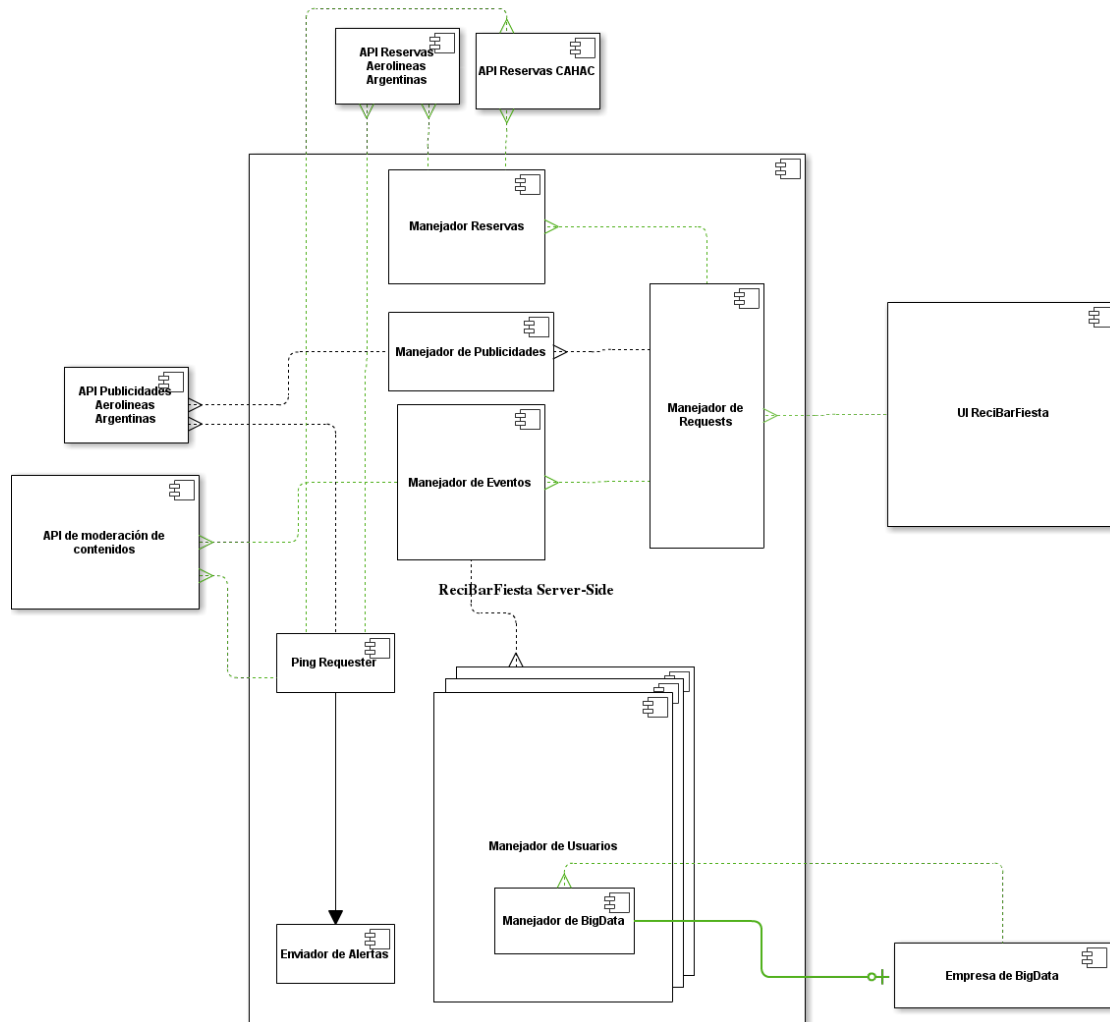 API Reservas
Aerolineas
Argentinas
API Reservas CAHAC
Manejador Reservas
Manejador de Publicidades
API Publicidades
Aerolineas
Argentinas
Manejador de
Requests
UI ReciBarFiesta
Manejador de Eventos
API de moderación de
contenidos
ReciBarFiesta Server-Side
Ping Requester
Manejador de Usuarios
Manejador de BigData
Enviador de Alertas
Empresa de BigData